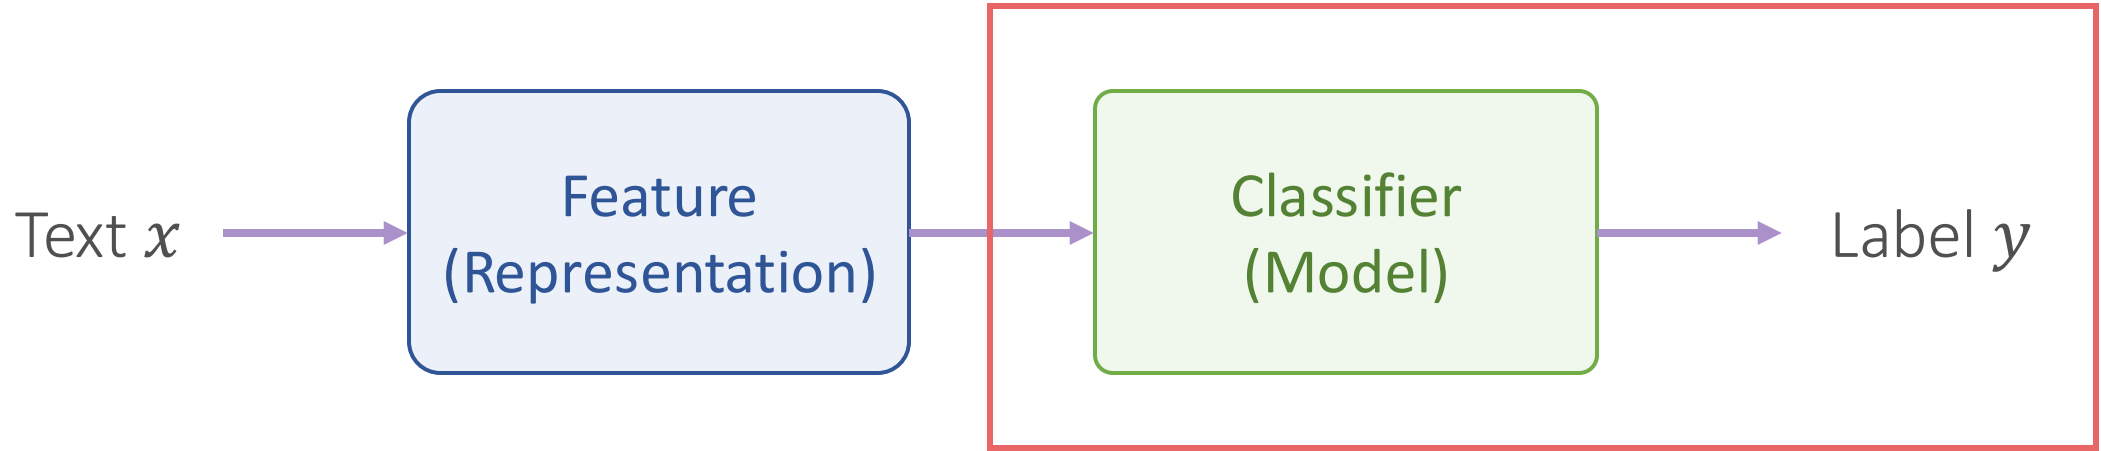 Text x
Feature
(Representation)
Classifier
(Model)
Label y